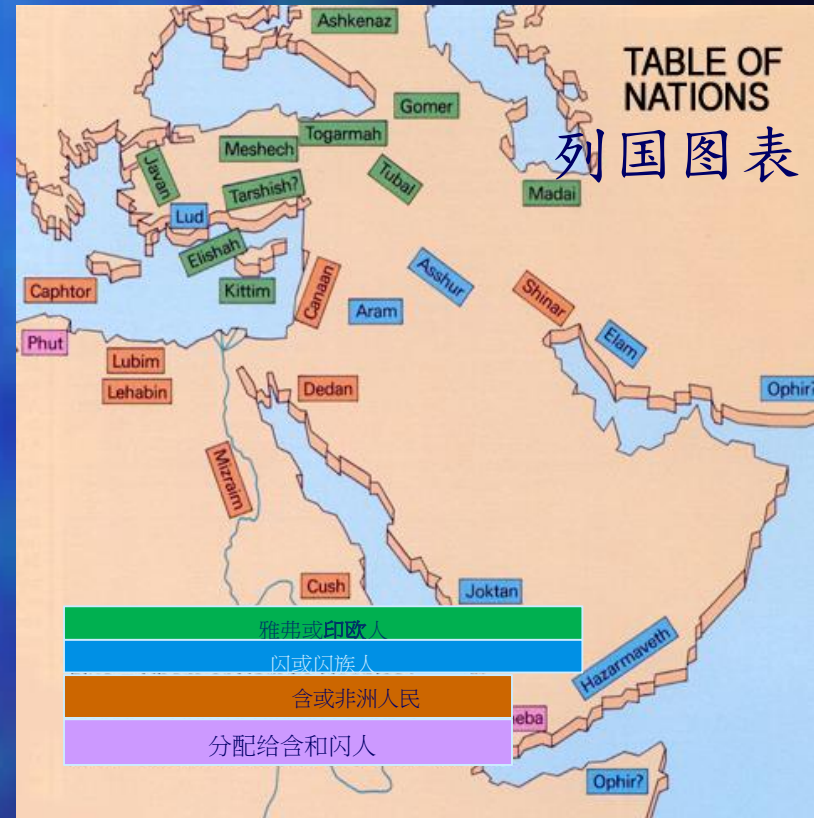 Ashkenaz
TABLE OF
NATIONS
列国图表
Gomer
Togarmah
Meshech
Javan
Tarshish?
Tubal
Madai
Lud
Elishah
Kittim
Caphtor
Canaan
Aram
Asshur
Shinar
Elam
Phut
Lubim
Lehabin
Dedan
Ophir?
Mizraim
Cush
Joktan
Hazarmaveth
雅弗或印欧人
闪或闪族人
含或非洲人民
分配给含和闪人
eba
Ophir?